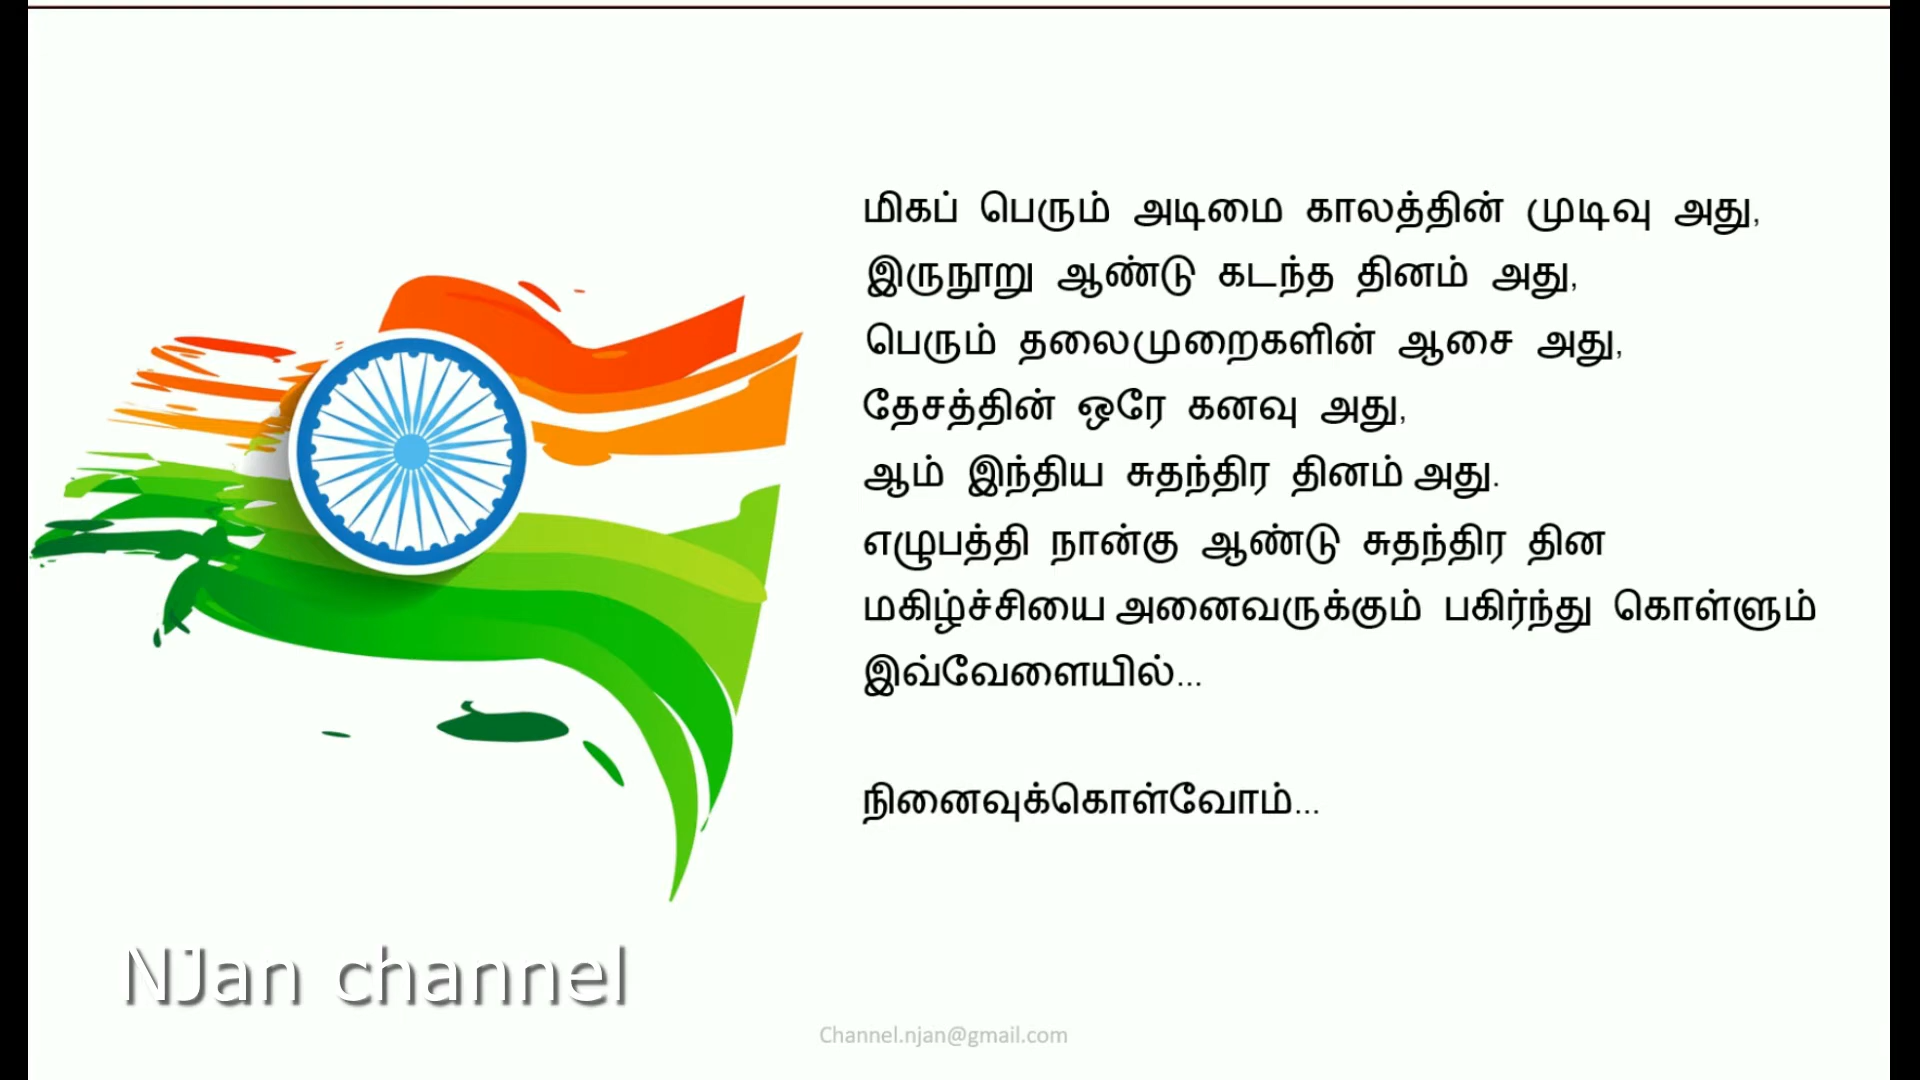 மிகப் பெரும் அடிமை காலத்தின் முடிவு அது,
இருநூறு ஆண்டு கடந்த தினம் அது,
பெரும் தலைமுறைகளின் ஆசை அது,
தேசத்தின் ஒரே கனவு அது,
ஆம் இந்திய சுதந்திர தினம் அது.
எழுபத்தி நான்கு ஆண்டு சுதந்திர தின
மகிழ்ச்சியை அனைவருக்கும் பகிர்ந்து கொள்ளும்
இவ்வேளையில்...
நினைவுக்கொள்வோம்...
NJan channel
Channel.njan@gmail.com